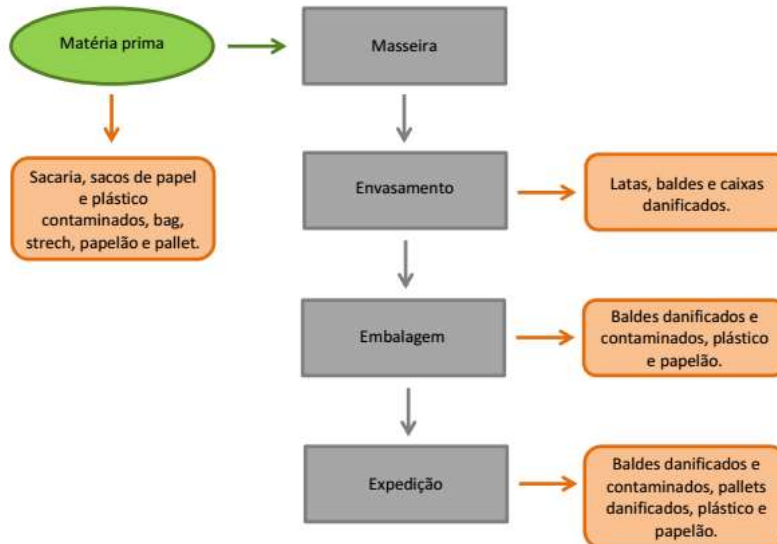 Matéria prima
Masseira
Sacaria, sacos de papel
e plástico
contaminados, bag,
strech, papelão e pallet.
Envasamento
Latas, baldes e caixas
danificados.
Embalagem
Baldes danificados e
contaminados, plástico
e papelão.
Expedição
Baldes danificados e
contaminados, pallets
danificados, plástico e
papelão.